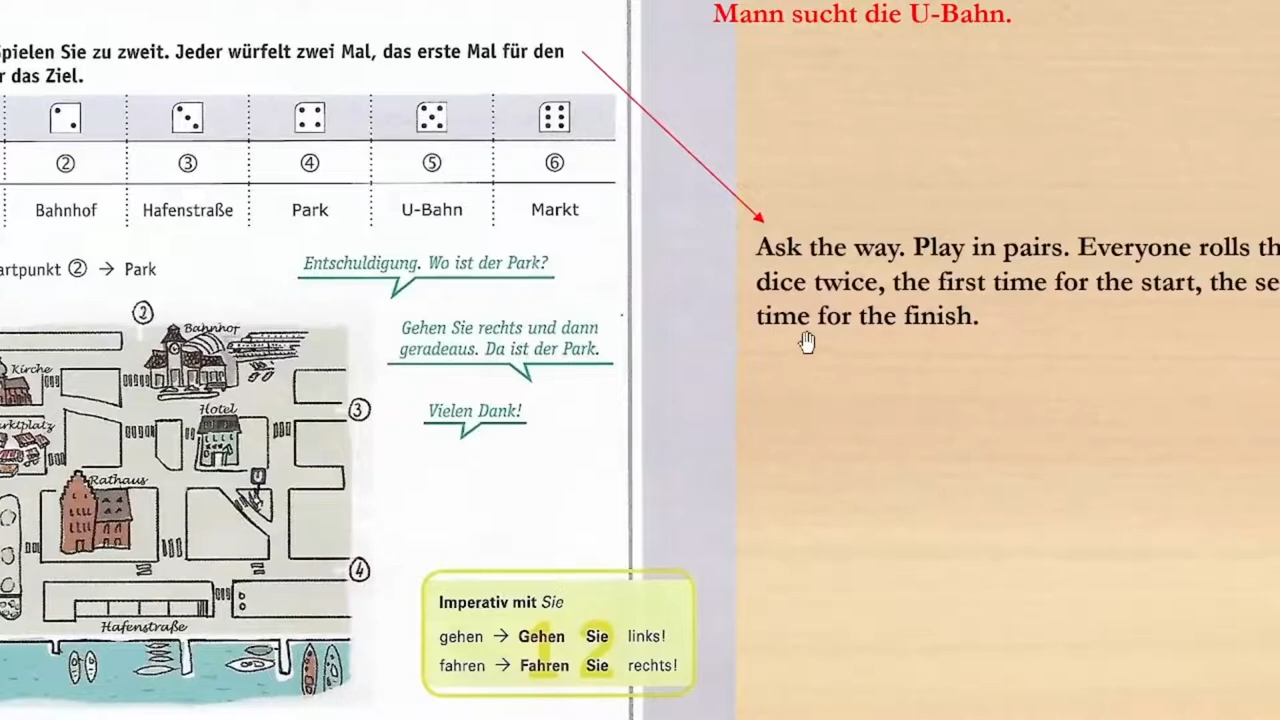 Mann sucht die U-Bahn.
Spielen Sie zu zweit. Jeder würfelt zwei Mal, das erste Mal für den
das Ziel.
② ③ ④ ⑤ ⑥
Bahnhof Hafenstraße Park U-Bahn Markt
② → Park
Entschuldigung. Wo ist der Park?
Gehen Sie rechts und dann
geradeaus. Da ist der Park.
Vielen Dank!
②
Bahnhof
Kirche
③
Hotel
Rathaus
④
Hafenstraße
Imperativ mit Sie
12
gehen → Gehen Sie links!
fahren → Fahren Sie rechts!
Ask the way. Play in pairs. Everyone rolls
dice twice, the first time for the start, the
time for the finish.